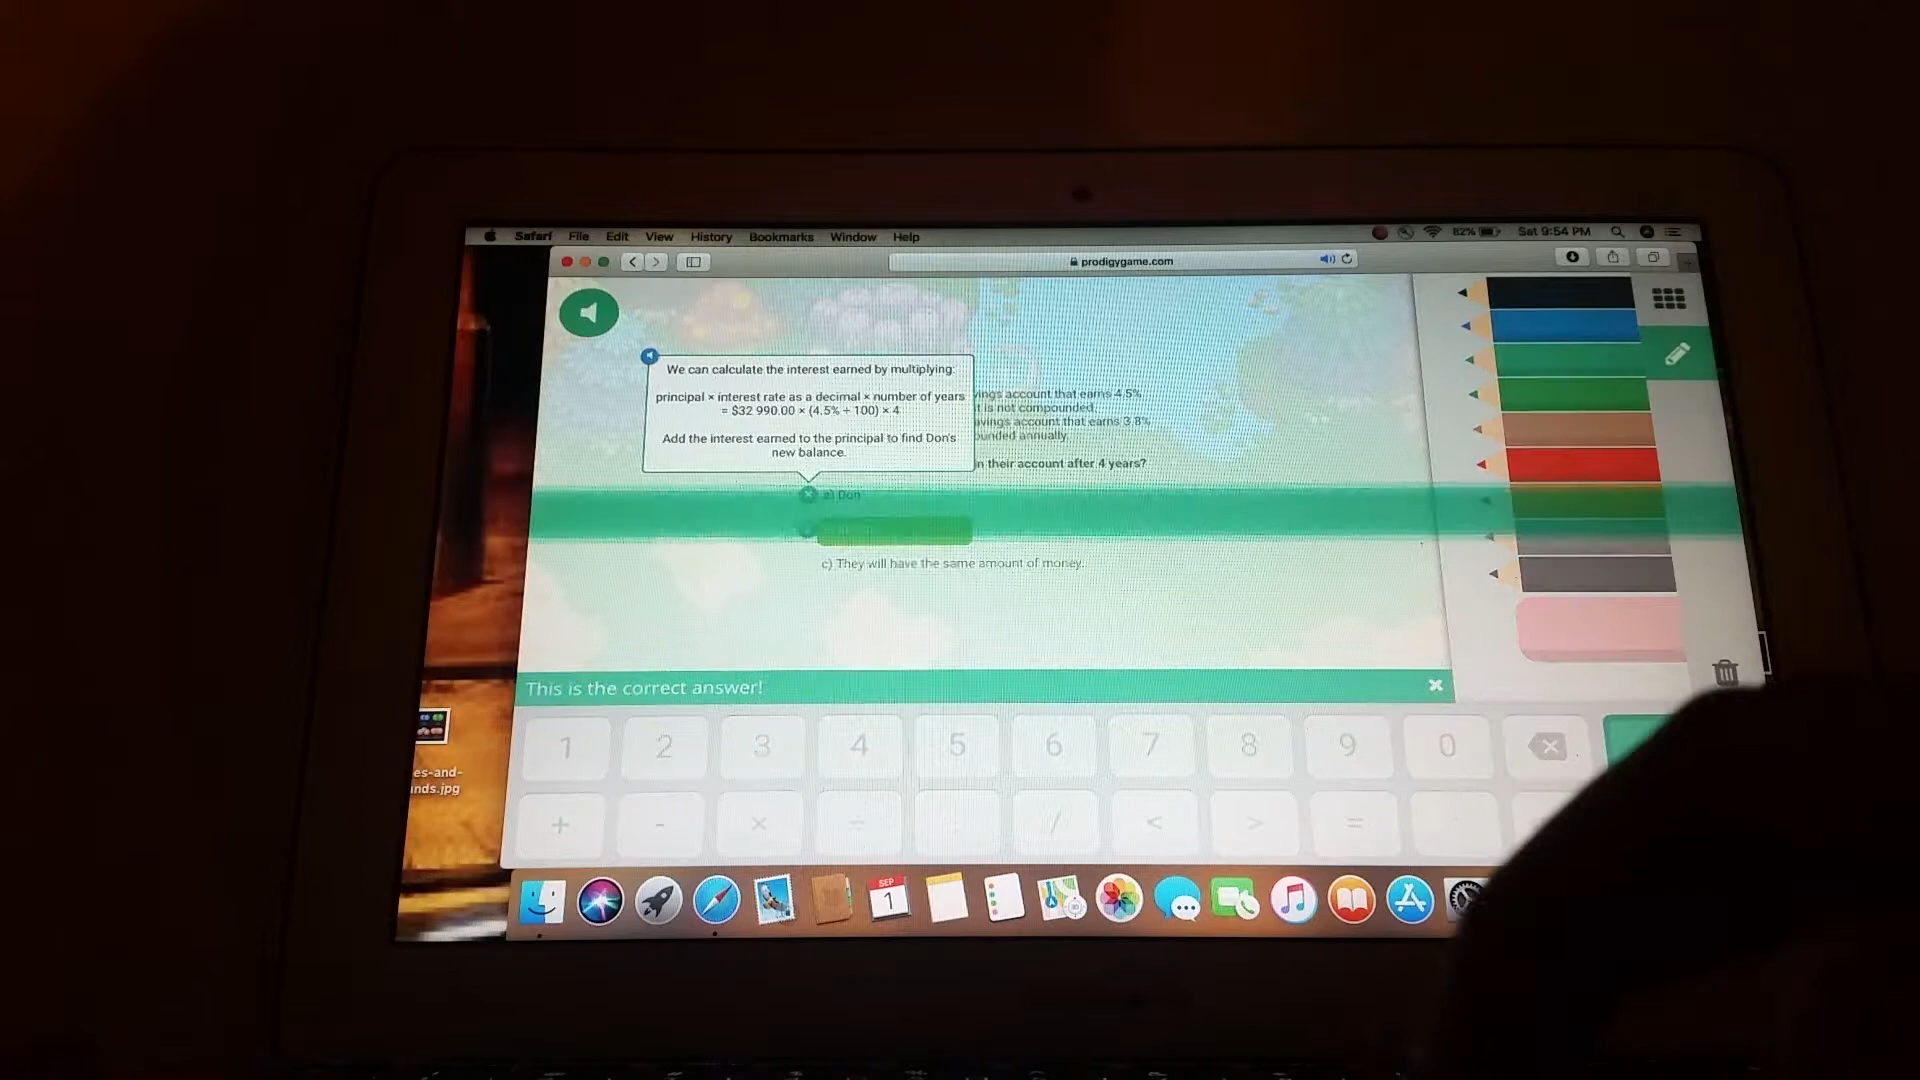 Safari File Edit View History Bookmarks Window Help
82% Sat 9:54 PM
prodigygame.com
We can calculate the interest earned by multiplying:
principal × interest rate as a decimal × number of years
= $32 990.00 × (4.5% ÷ 100) × 4
Add the interest earned to the principal to find Don's
new balance.
account that earns 4.5%
is not compounded.
account that earns 3.8%
annually
their account after 4 years?
a) Don
c) They will have the same amount of money.
This is the correct answer!
1 2 3 4 5 6 7 8 9 0
+ - × ÷ . / < > =
es-and-
nds.jpg
SEP
1